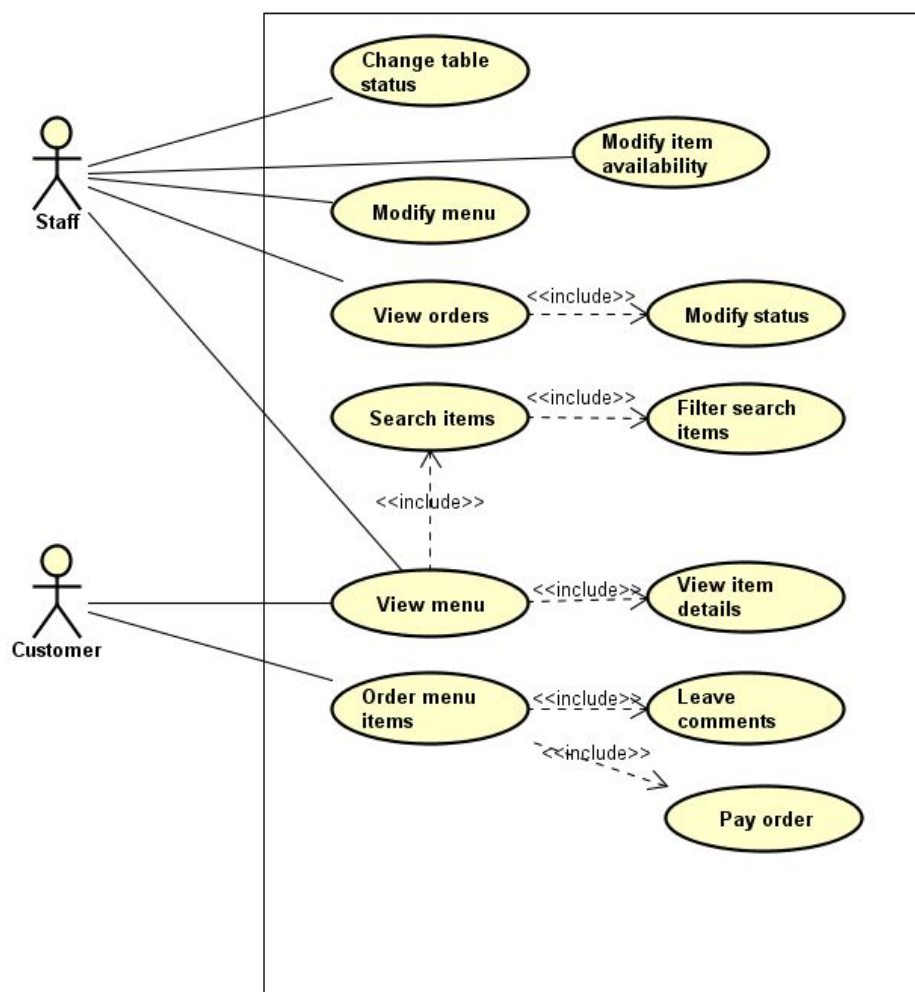 Change table
status
Modify item
availability
Staff
Modify menu
<<include>>
View orders
Modify status
<<include>>
Search items
Filter search
items
<<include>>
<<include>>
View menu
View item
details
Customer
Order menu
items
<<include>>
Leave
comments
<<include>>
Pay order